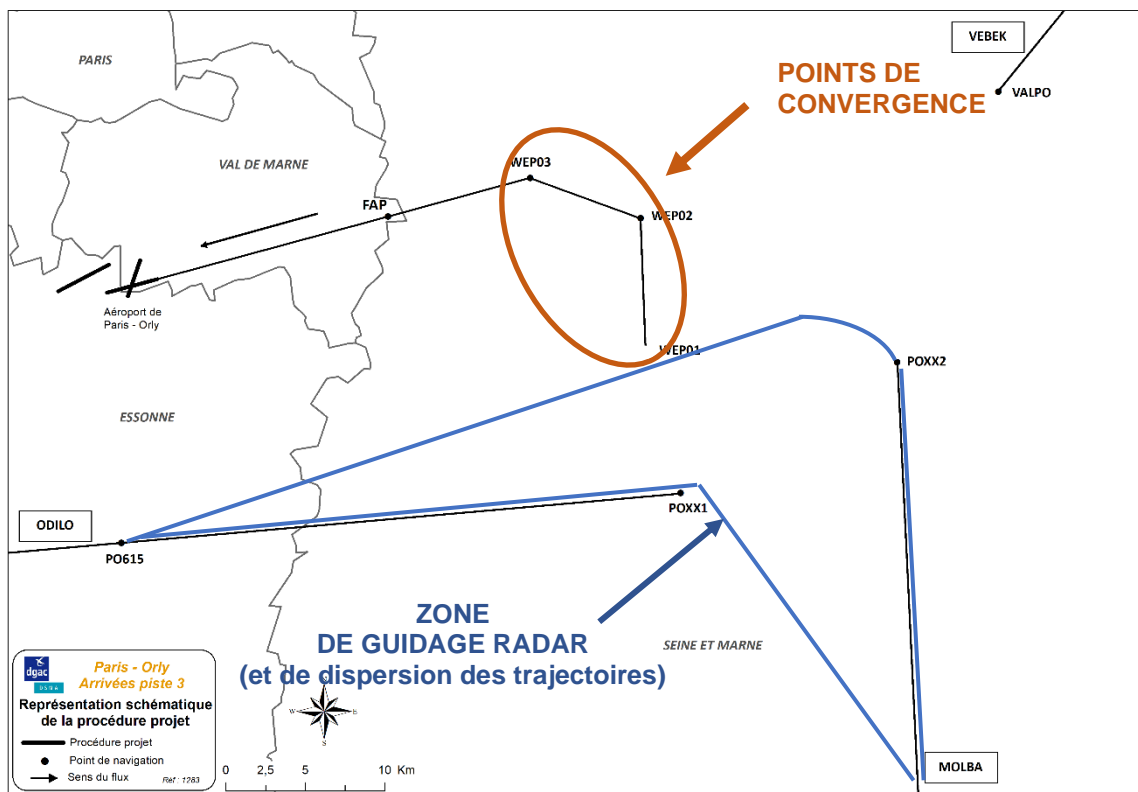 PARIS
VEBEK
POINTS DE
CONVERGENCE
VALPO
VAL DE MARNE
WEP03
FAP
WEP02
Aéroport de
Paris - Orly
WEP01
POXX2
ESSONNE
ODILO
POXX1
PO615
ZONE
DE GUIDAGE RADAR
(et de dispersion des trajectoires)
SEINE ET MARNE
dgac
DSNA
Paris - Orly
Arrivées piste 3
Représentation schématique
de la procédure projet
Procédure projet
Point de navigation
Sens du flux
Ref : 1283
N
W
E
S
0 2,5 5 10 Km
MOLBA